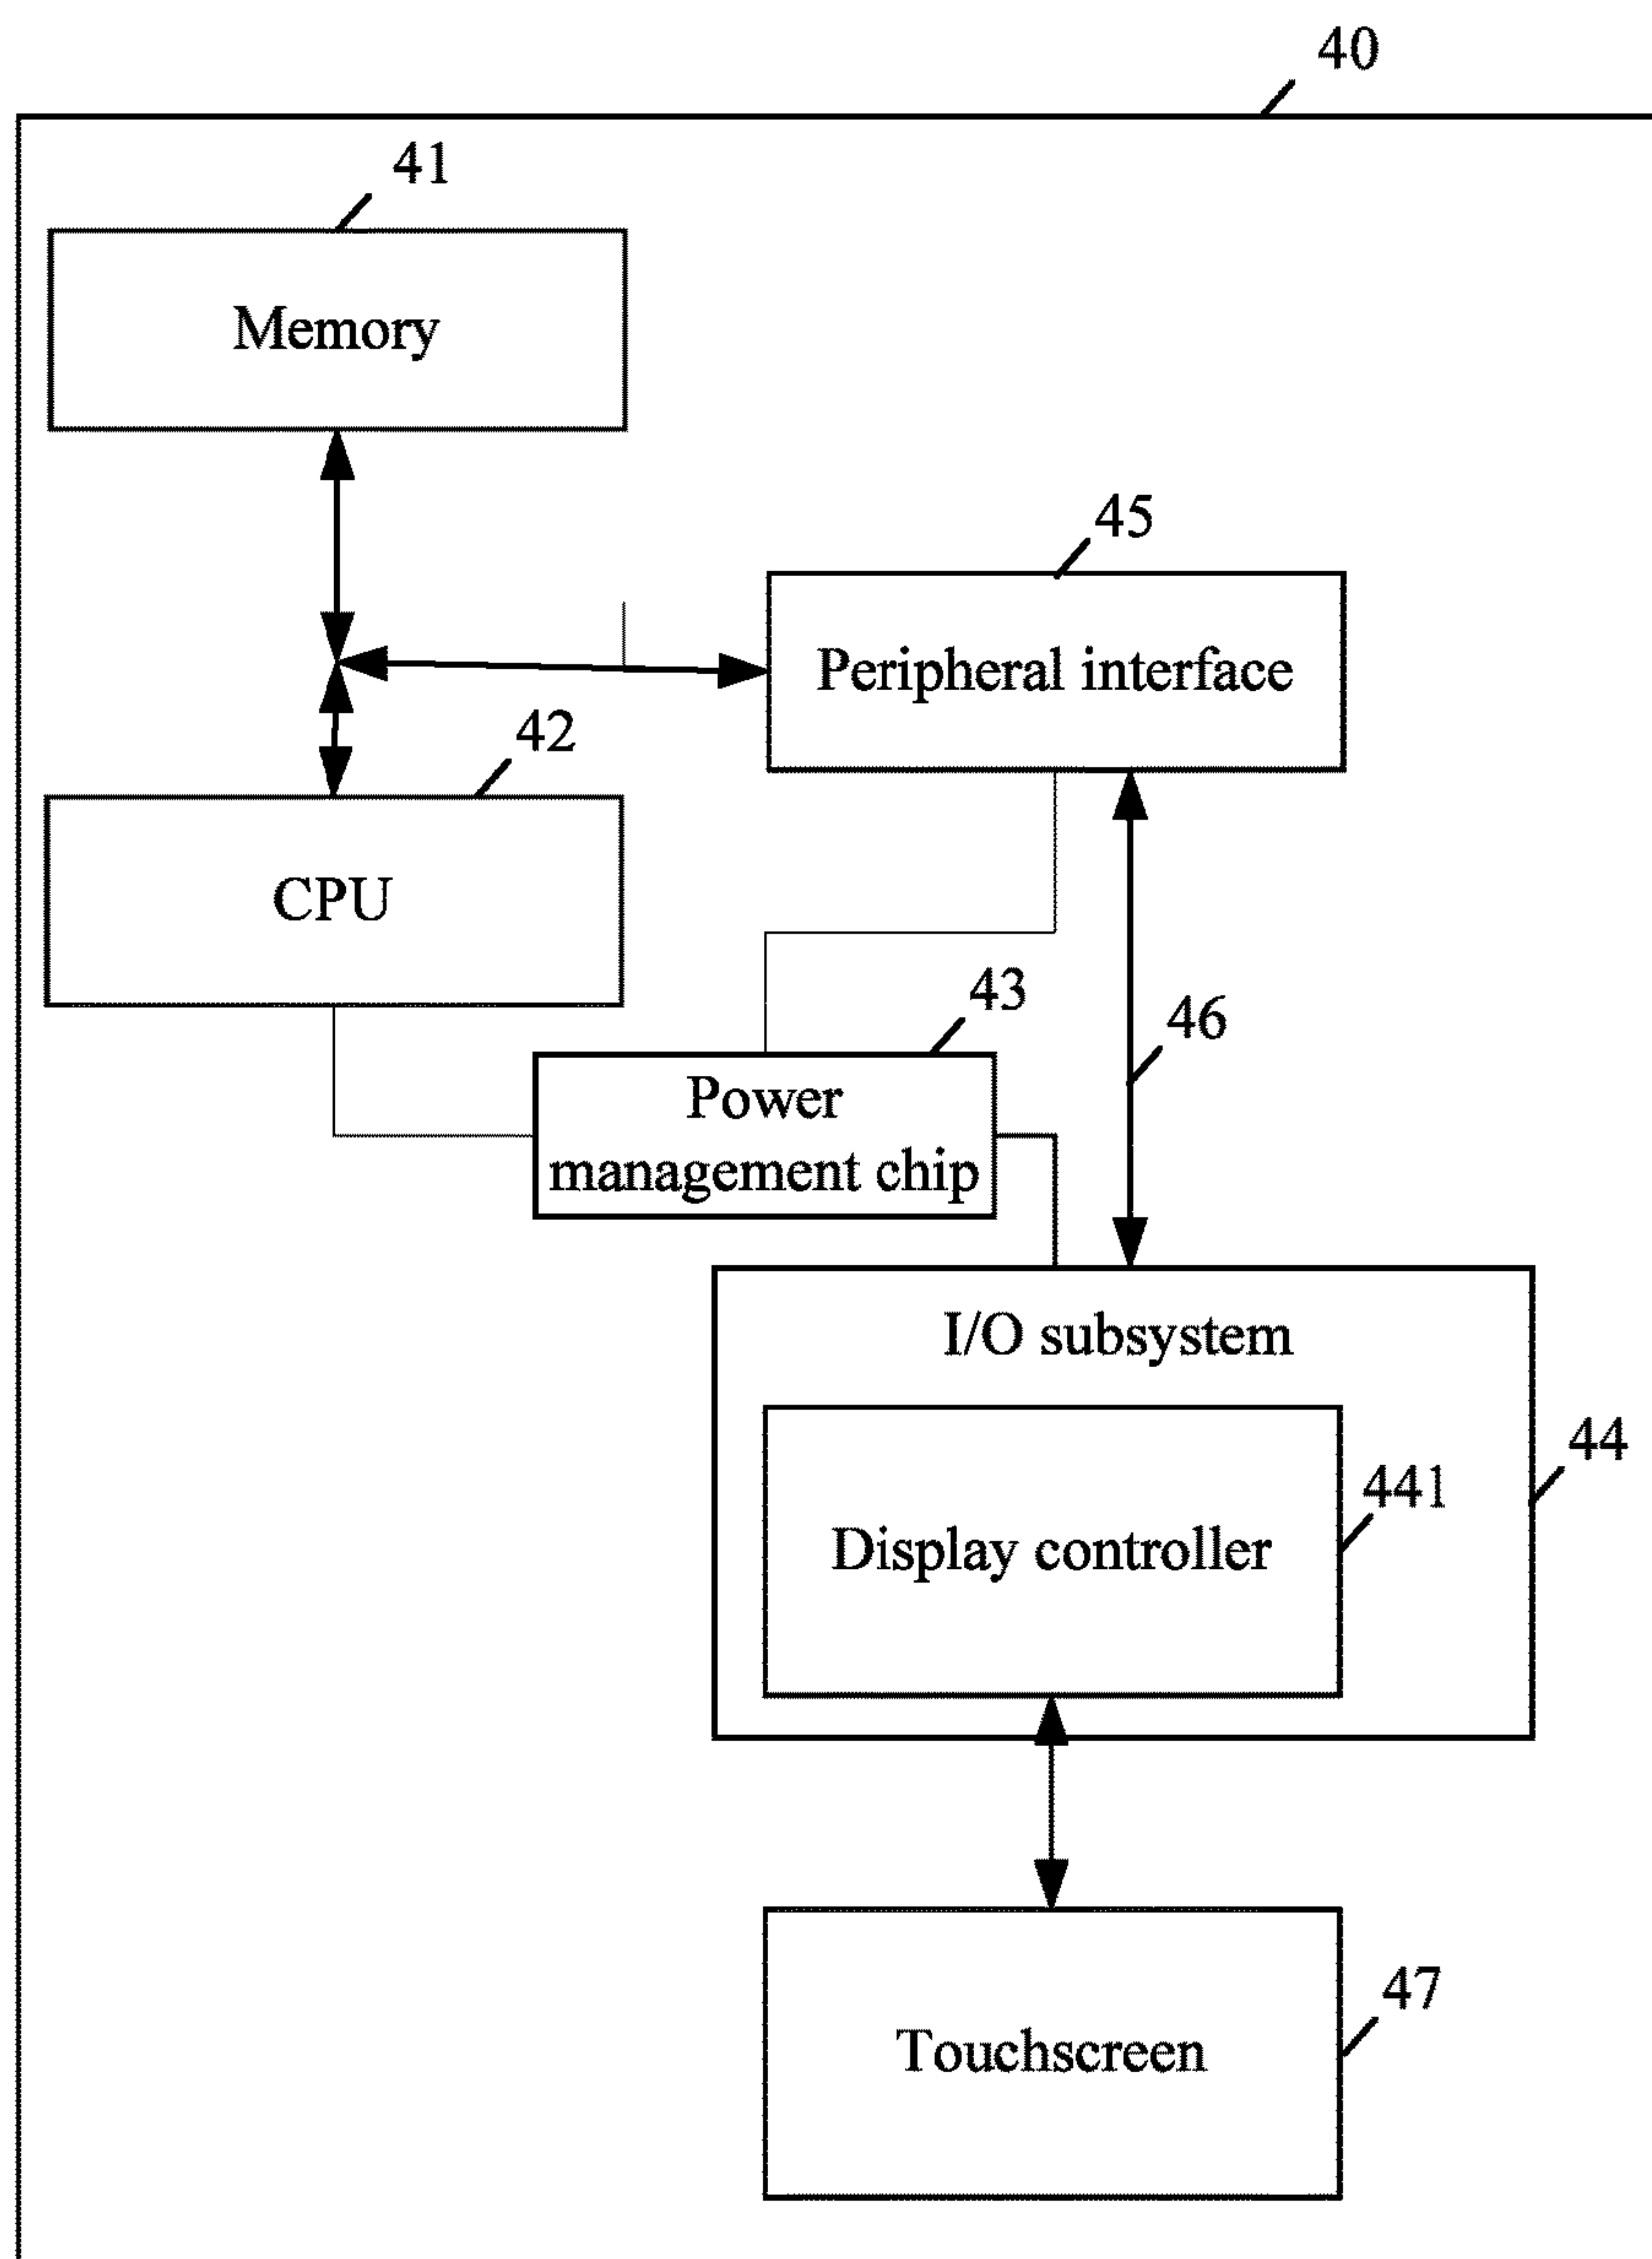 40
41
Memory
45
Peripheral interface
42
CPU
43
46
Power
management chip
I/O subsystem
44
441
Display controller
47
Touchscreen